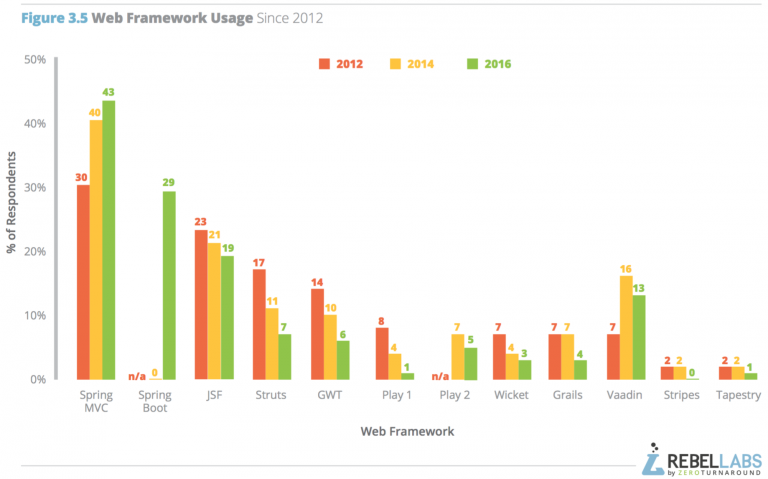 Figure 3.5 Web Framework Usage Since 2012
2012 2014 2016
50%
40%
30%
20%
10%
0%
% of Respondents
30 40 43
n/a 0 29
23 21 19
17 11 7
14 10 6
8 4 1
n/a 7 5
7 4 3
7 7 4
7 16 13
2 2 0
2 2 1
Spring MVC
Spring Boot
JSF
Struts
GWT
Play 1
Play 2
Wicket
Grails
Vaadin
Stripes
Tapestry
Web Framework
REBELLABS
by ZEROTURNAROUND